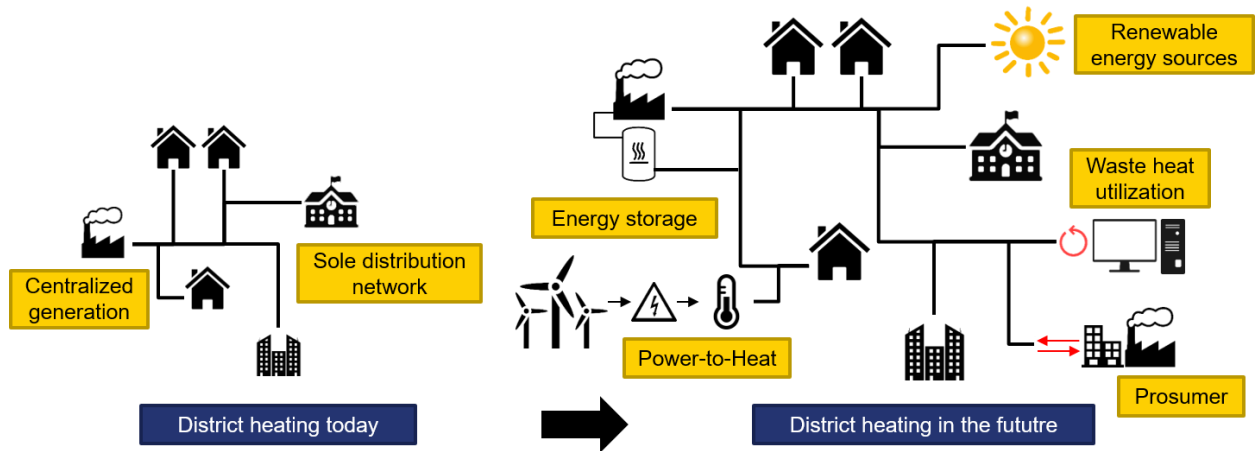 Centralized
generation
Sole distribution
network
District heating today
Renewable
energy sources
Waste heat
utilization
Energy storage
Power-to-Heat
Prosumer
District heating in the fututre